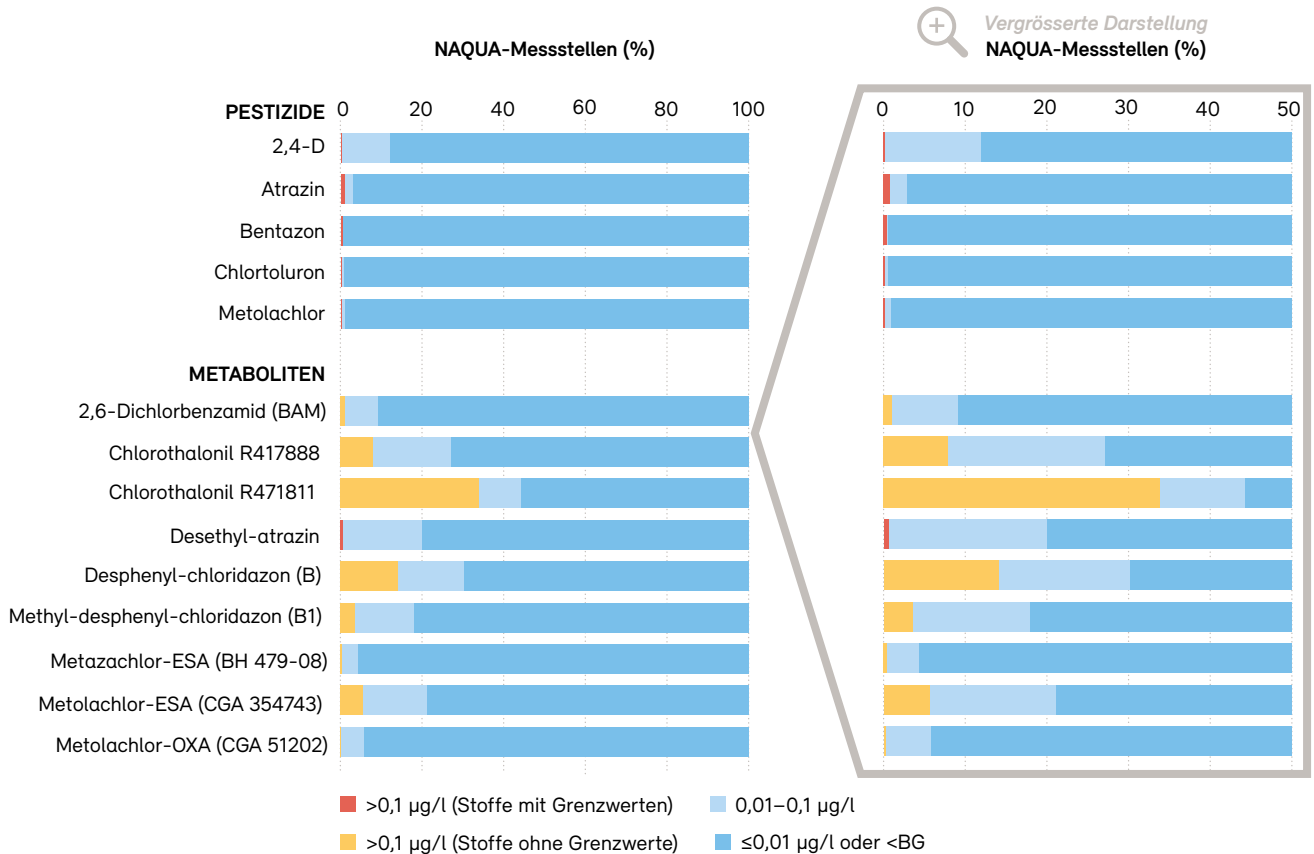 Vergrösserte Darstellung
NAQUA-Messstellen (%)
NAQUA-Messstellen (%)
PESTIZIDE 0 20 40 60 80 100 0 10 20 30 40 50
2,4-D
Atrazin
Bentazon
Chlortoluron
Metolachlor
METABOLITEN
2,6-Dichlorbenzamid (BAM)
Chlorothalonil R417888
Chlorothalonil R471811
Desethyl-atrazin
Desphenyl-chloridazon (B)
Methyl-desphenyl-chloridazon (B1)
Metazachlor-ESA (BH 479-08)
Metolachlor-ESA (CGA 354743)
Metolachlor-OXA (CGA 51202)
>0,1 µg/l (Stoffe mit Grenzwerten) 0,01–0,1 µg/l
>0,1 µg/l (Stoffe ohne Grenzwerte) ≤0,01 µg/l oder <BG